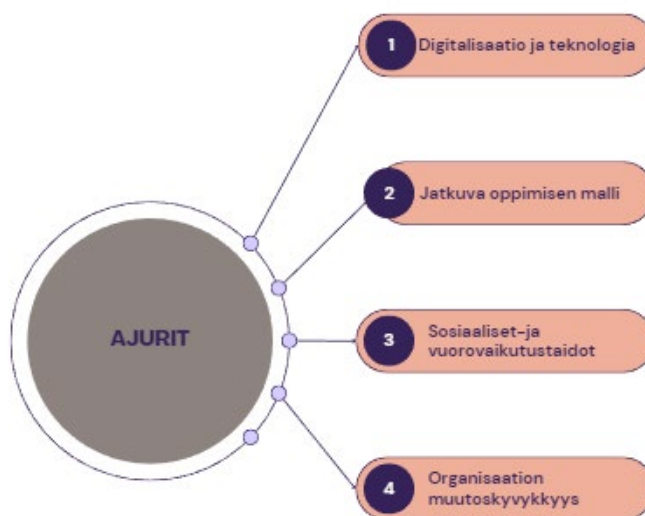 1 Digitalisaatio ja teknologia
2 Jatkuva oppimisen malli
AJURIT
3 Sosiaaliset-ja
vuorovaikutustaidot
4 Organisaation
muutoskyvykkyys